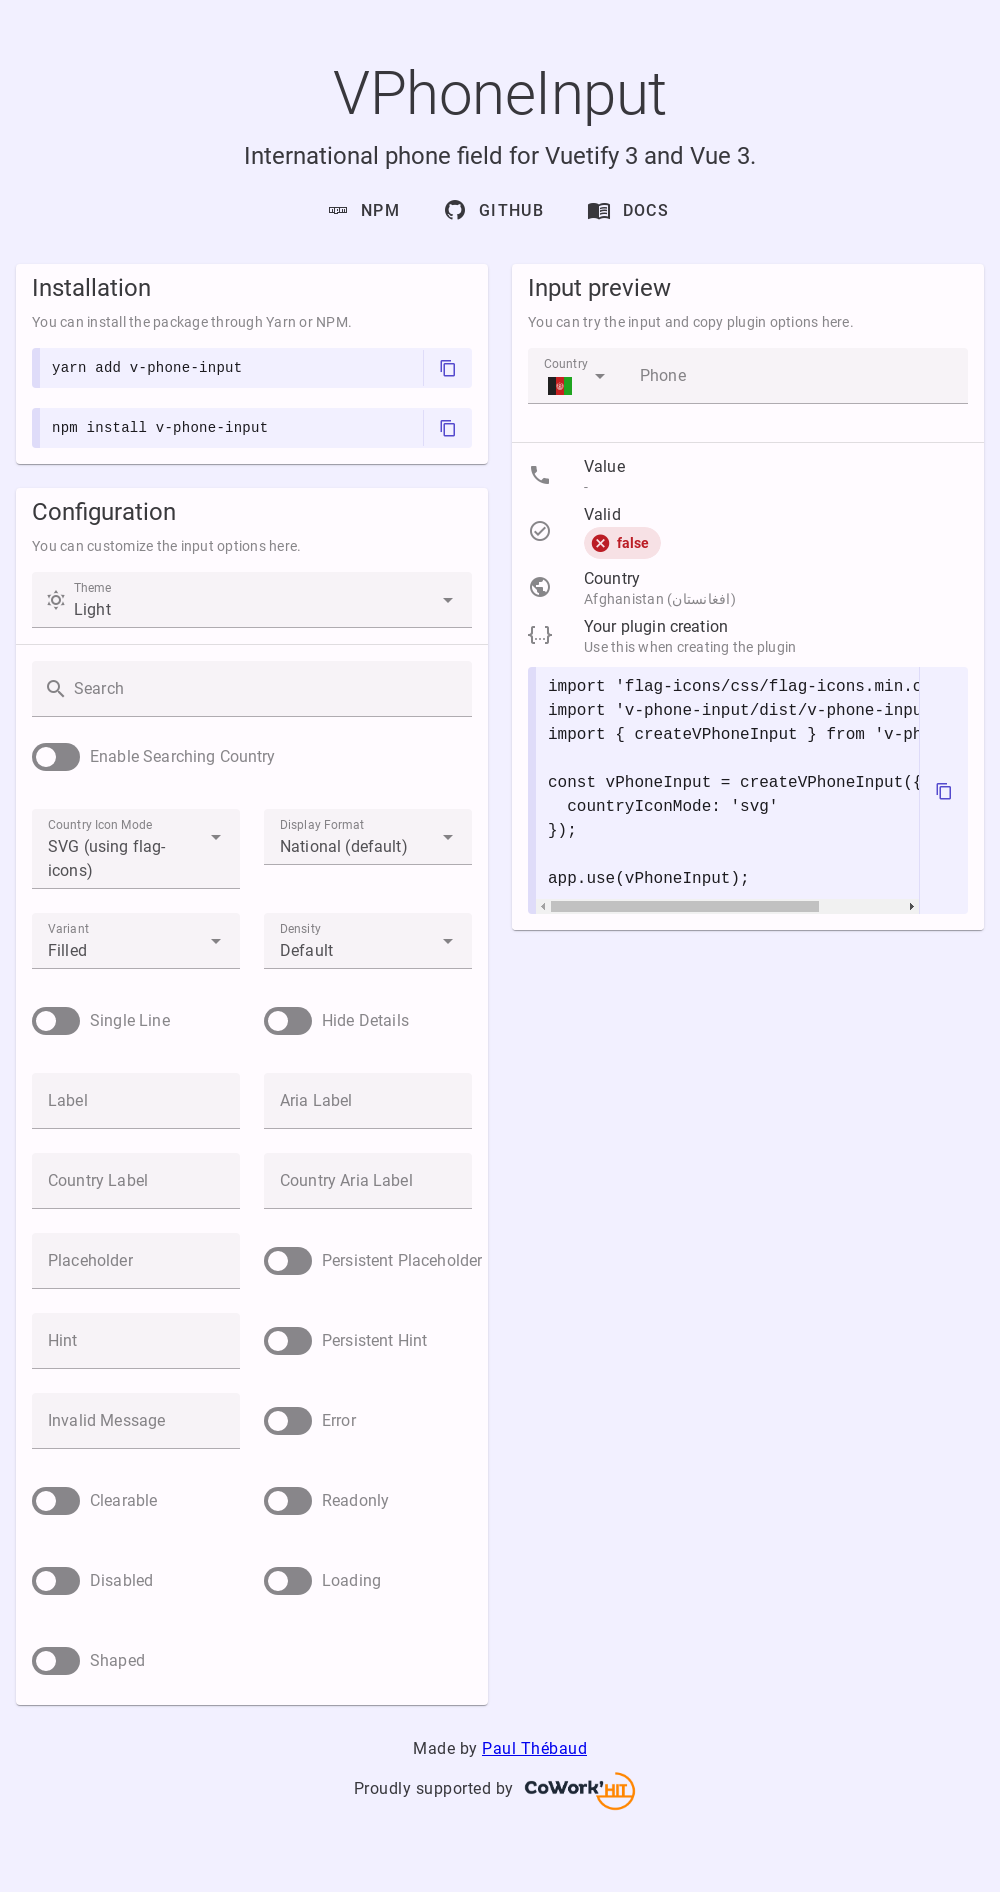 VPhoneInput
International phone field for Vuetify 3 and Vue 3.
NPM GITHUB DOCS
Installation
You can install the package through Yarn or NPM.
yarn add v-phone-input
npm install v-phone-input
Configuration
You can customize the input options here.
Theme
Light
Search
Enable Searching Country
Country Icon Mode
SVG (using flag-
icons)
Display Format
National (default)
Variant
Filled
Density
Default
Single Line
Hide Details
Label
Aria Label
Country Label
Country Aria Label
Placeholder
Persistent Placeholder
Hint
Persistent Hint
Invalid Message
Error
Clearable
Readonly
Disabled
Loading
Shaped
Input preview
You can try the input and copy plugin options here.
Country
Phone
Value
-
Valid
false
Country
Afghanistan (افغانستان)
Your plugin creation
Use this when creating the plugin
import 'flag-icons/css/flag-icons.min.c
import 'v-phone-input/dist/v-phone-inpu
import { createVPhoneInput } from 'v-ph
const vPhoneInput = createVPhoneInput({
countryIconMode: 'svg'
});
app.use(vPhoneInput);
Made by Paul Thébaud
Proudly supported by CoWork'HIT